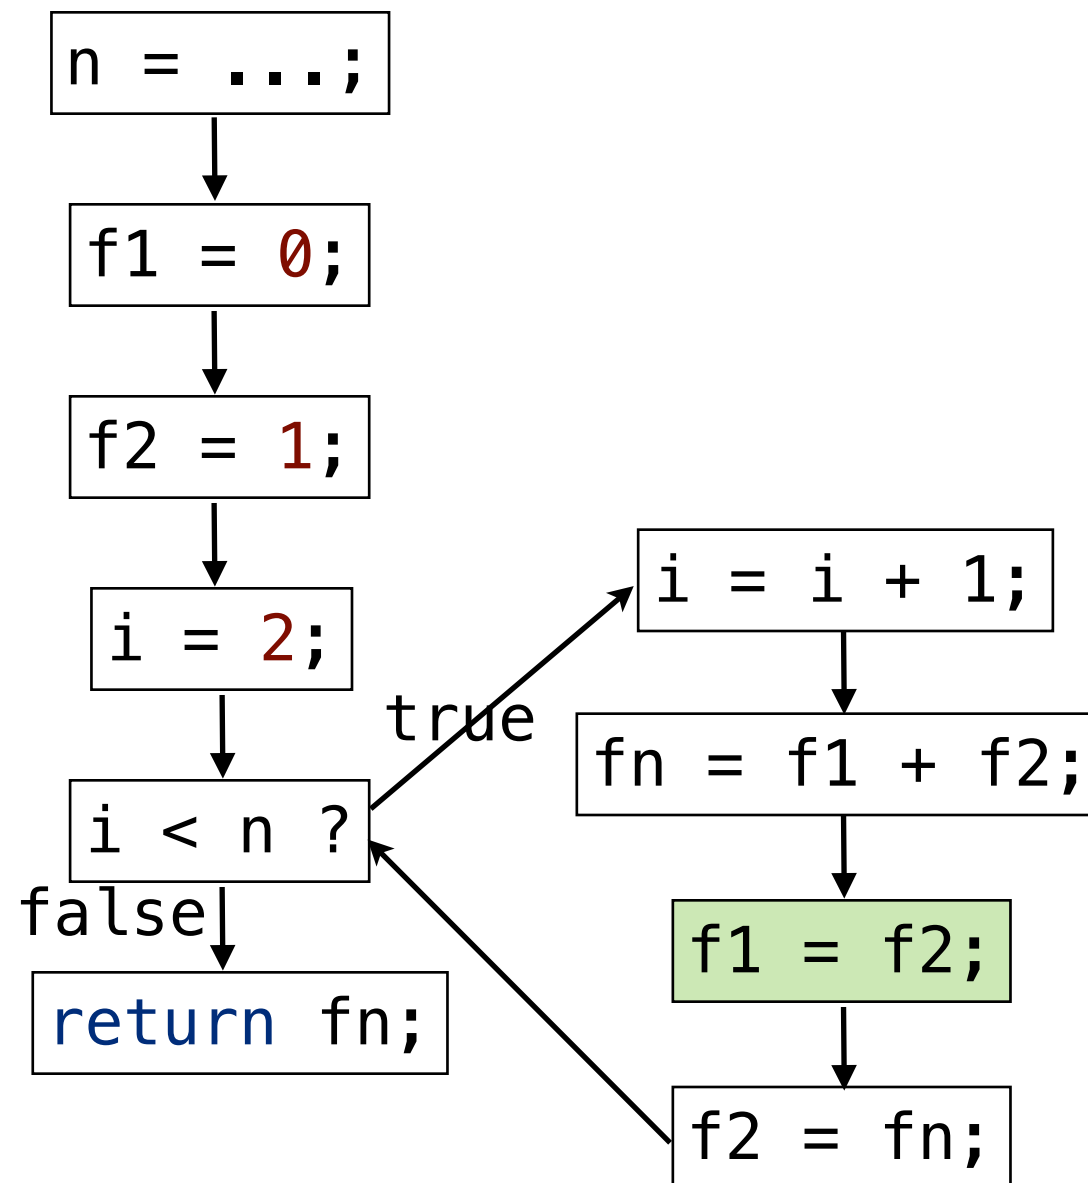 n = ...;
f1 = 0;
f2 = 1;
i = 2;
i < n ?
true
false
return fn;
i = i + 1;
fn = f1 + f2;
f1 = f2;
f2 = fn;